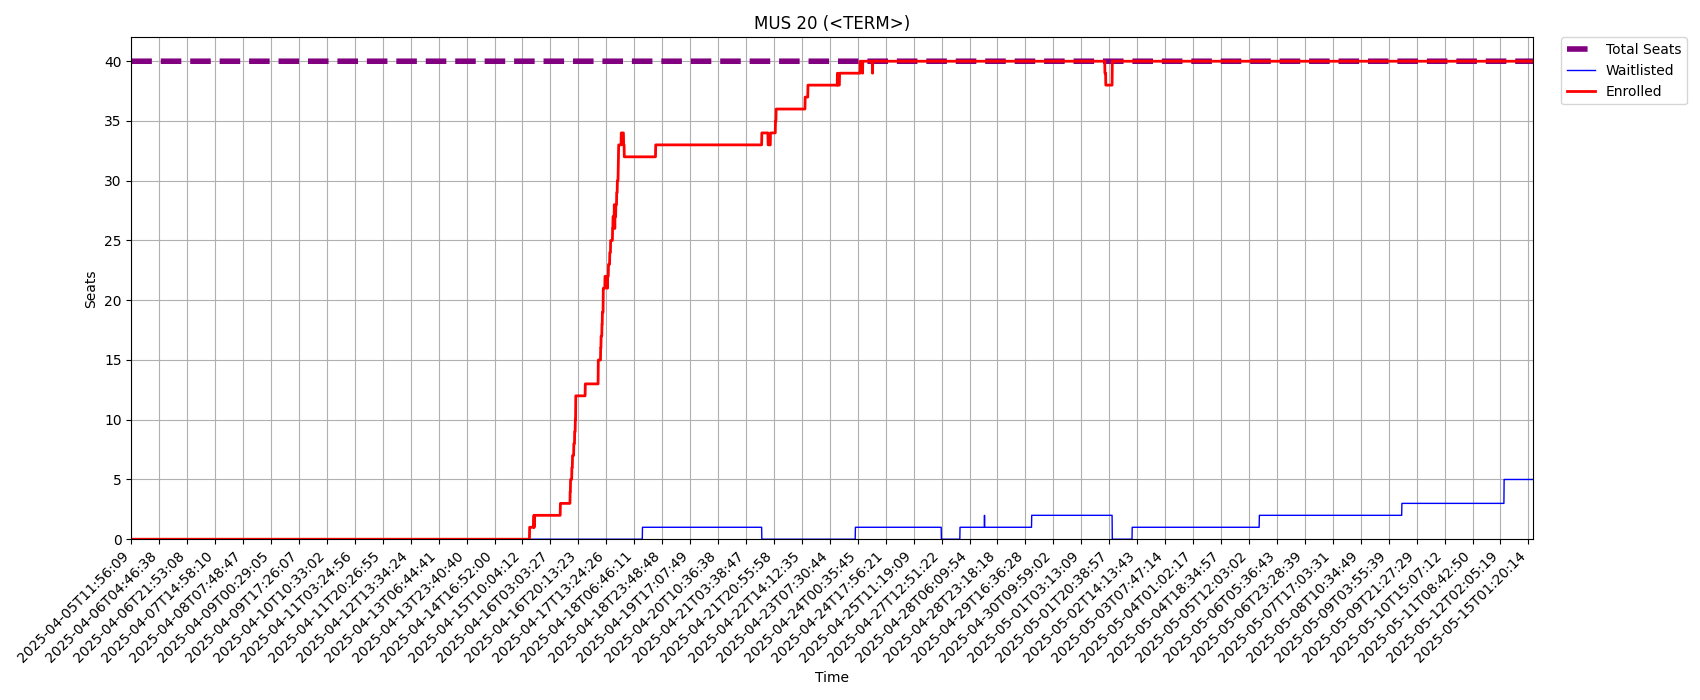 MUS 20 (<TERM>)
Total Seats
Waitlisted
Enrolled
Seats
40
35
30
25
20
15
10
5
0
2025-04-05T11:56:09
2025-04-06T04:46:38
2025-04-06T21:53:08
2025-04-07T14:58:10
2025-04-08T07:48:47
2025-04-09T00:29:05
2025-04-09T17:26:07
2025-04-10T10:33:02
2025-04-11T03:24:56
2025-04-11T20:26:55
2025-04-12T13:34:24
2025-04-13T06:44:41
2025-04-13T23:40:40
2025-04-14T16:52:00
2025-04-15T10:04:12
2025-04-16T03:03:27
2025-04-16T20:13:23
2025-04-17T13:24:26
2025-04-18T06:46:11
2025-04-18T23:48:48
2025-04-19T17:07:49
2025-04-20T10:36:38
2025-04-21T03:38:47
2025-04-21T20:55:58
2025-04-22T14:12:35
2025-04-23T07:30:44
2025-04-24T00:35:45
2025-04-24T17:56:21
2025-04-25T11:19:09
2025-04-27T12:51:22
2025-04-28T06:09:54
2025-04-28T23:18:18
2025-04-29T16:36:28
2025-04-30T09:59:02
2025-05-01T03:13:09
2025-05-01T20:38:57
2025-05-02T14:13:43
2025-05-03T07:47:14
2025-05-04T01:02:17
2025-05-04T18:34:57
2025-05-05T12:03:02
2025-05-06T05:36:43
2025-05-06T23:28:39
2025-05-07T17:03:31
2025-05-08T10:34:49
2025-05-09T03:55:39
2025-05-09T21:27:29
2025-05-10T15:07:12
2025-05-11T08:42:50
2025-05-12T02:05:19
2025-05-15T01:20:14
Time